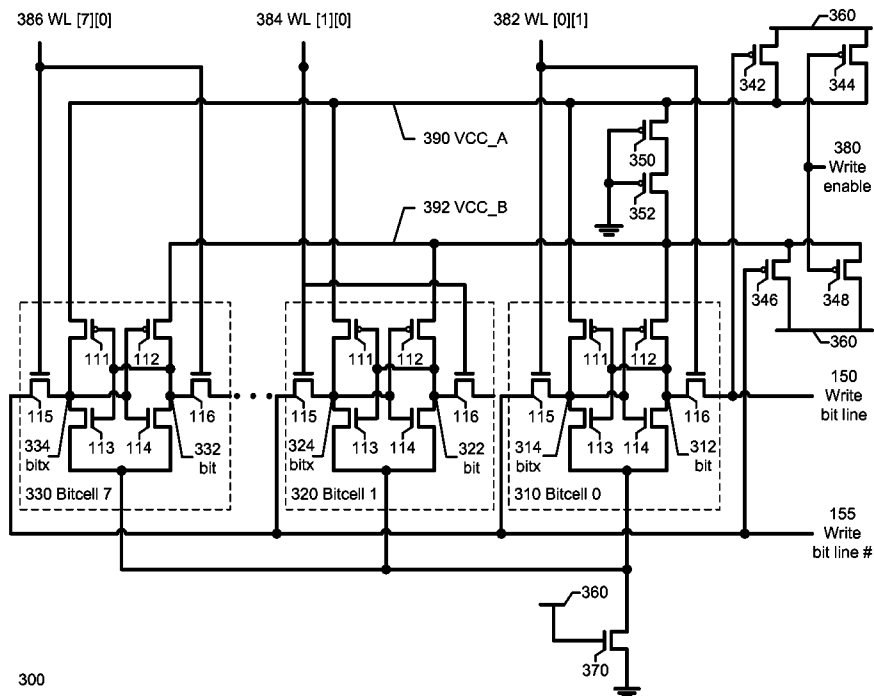 386 WL [7][0]
384 WL [1][0]
382 WL [0][1]
360
342
344
390 VCC_A
350
380
Write
enable
352
392 VCC_B
346
348
360
111
112
111
112
111
112
150
Write
bit line
115
116
115
116
115
116
334
bitx
113
114
332
bit
324
bitx
113
114
322
bit
314
bitx
113
114
312
bit
330 Bitcell 7
320 Bitcell 1
310 Bitcell 0
155
Write
bit line #
360
370
300